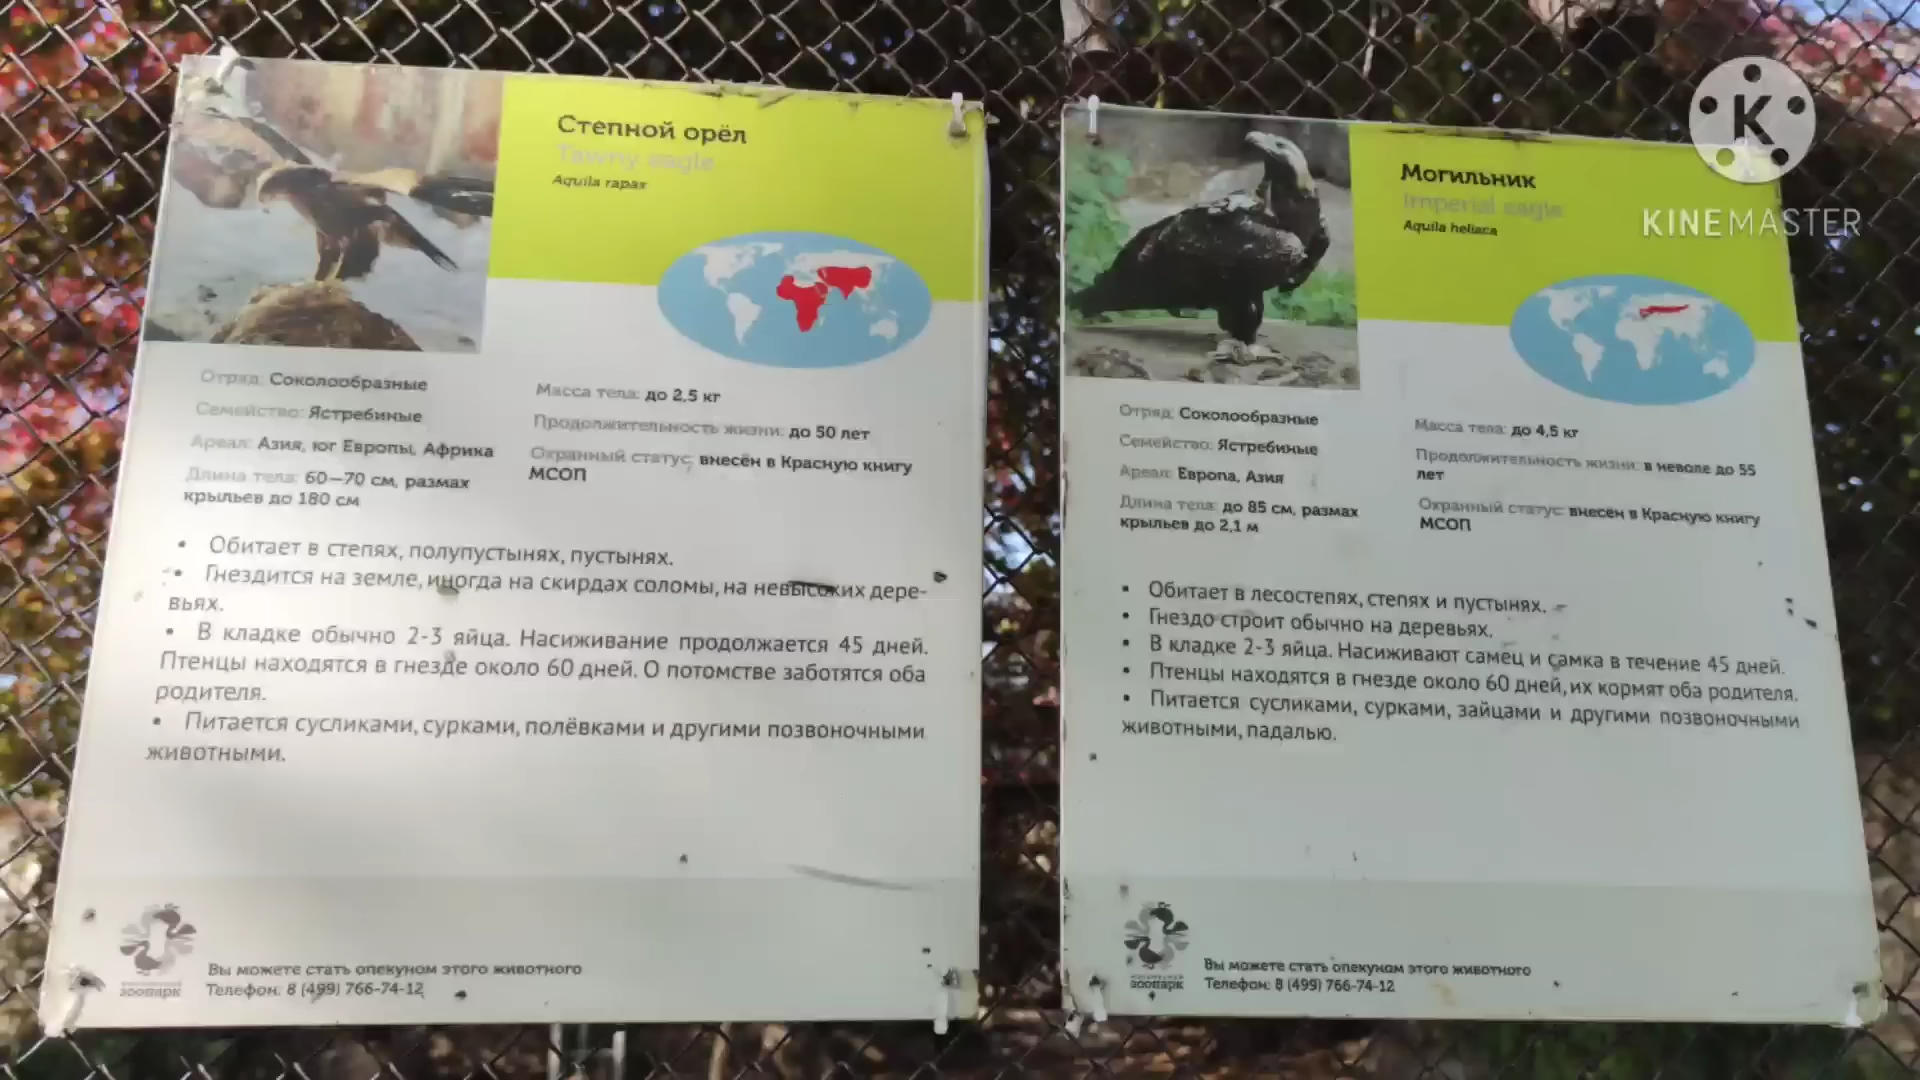 Степной орёл
Tawny eagle
Aquila rapax
Отряд: Соколообразные
Семейство: Ястребиные
Ареал: Азия, юг Европы, Африка
Длина тела: 60—70 см, размах
крыльев до 180 см
Масса тела: до 2,5 кг
Продолжительность жизни: до 50 лет
Охранный статус: внесён в Красную книгу
МСОП
• Обитает в степях, полупустынях, пустынях.
• Гнездится на земле, иногда на скирдах соломы, на невысоких дере-
вьях.
• В кладке обычно 2-3 яйца. Насиживание продолжается 45 дней.
Птенцы находятся в гнезде около 60 дней. О потомстве заботятся оба
родителя.
• Питается сусликами, сурками, полёвками и другими позвоночными
животными.
зоопарк
Вы можете стать опекуном этого животного
Телефон: 8 (499) 766-74-12
Могильник
Imperial eagle
Aquila heliaca
Отряд: Соколообразные
Семейство: Ястребиные
Ареал: Европа, Азия
Длина тела: до 85 см, размах
крыльев до 2,1 м
Масса тела: до 4,5 кг
Продолжительность жизни: в неволе до 55
лет
Охранный статус: внесён в Красную книгу
МСОП
• Обитает в лесостепях, степях и пустынях.
• Гнездо строит обычно на деревьях.
• В кладке 2-3 яйца. Насиживают самец и самка в течение 45 дней.
• Птенцы находятся в гнезде около 60 дней, их кормят оба родителя.
• Питается сусликами, сурками, зайцами и другими позвоночными
животными, падалью.
зоопарк
Вы можете стать опекуном этого животного
Телефон: 8 (499) 766-74-12
K
KINEMASTER